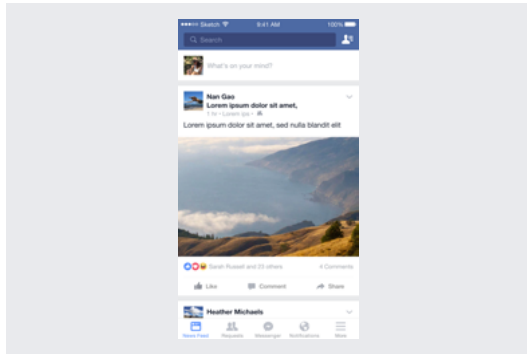 Sketch 9:41 AM 100%
Search
What's on your mind?
Nan Gao
Lorem ipsum dolor sit amet,
1 hr • Lorem ips •
Lorem ipsum dolor sit amet, sed nulla blandit elit
Sarah Russell and 23 others 4 Comments
Like Comment Share
Heather Michaels
News Feed Requests Messenger Notifications More